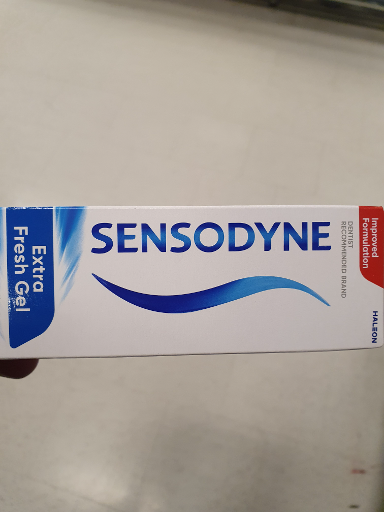 SENSODYNE
Extra
Fresh Gel
DENTIST
RECOMMENDED BRAND
Improved
Formulation
HALEON